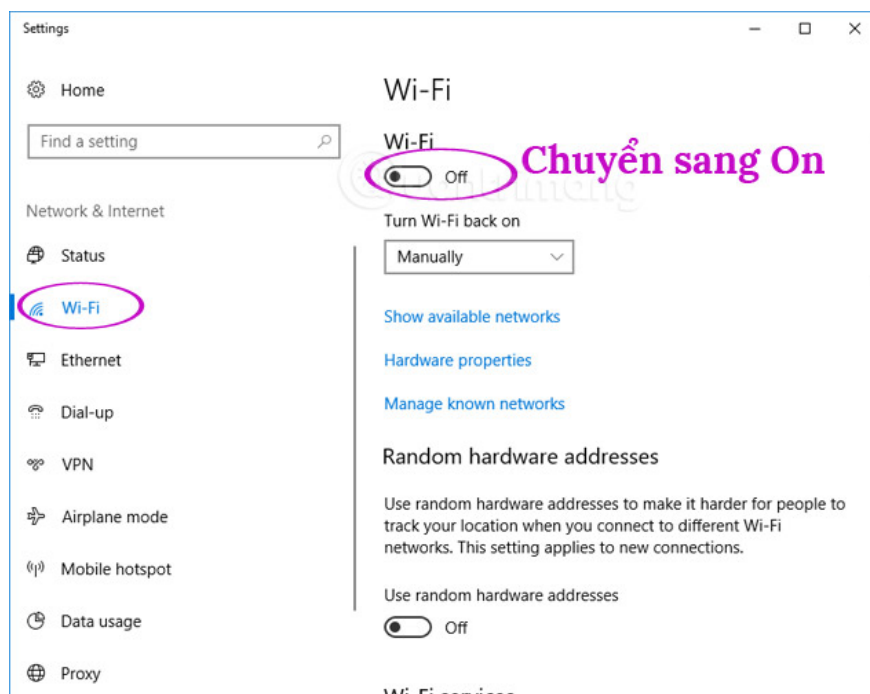 Settings
Home
Find a setting
Network & Internet
Status
Wi-Fi
Ethernet
Dial-up
VPN
Airplane mode
Mobile hotspot
Data usage
Proxy
Wi-Fi
Wi-Fi
Off
Chuyển sang On
Turn Wi-Fi back on
Manually
Show available networks
Hardware properties
Manage known networks
Random hardware addresses
Use random hardware addresses to make it harder for people to
track your location when you connect to different Wi-Fi
networks. This setting applies to new connections.
Use random hardware addresses
Off
Wi-Fi services